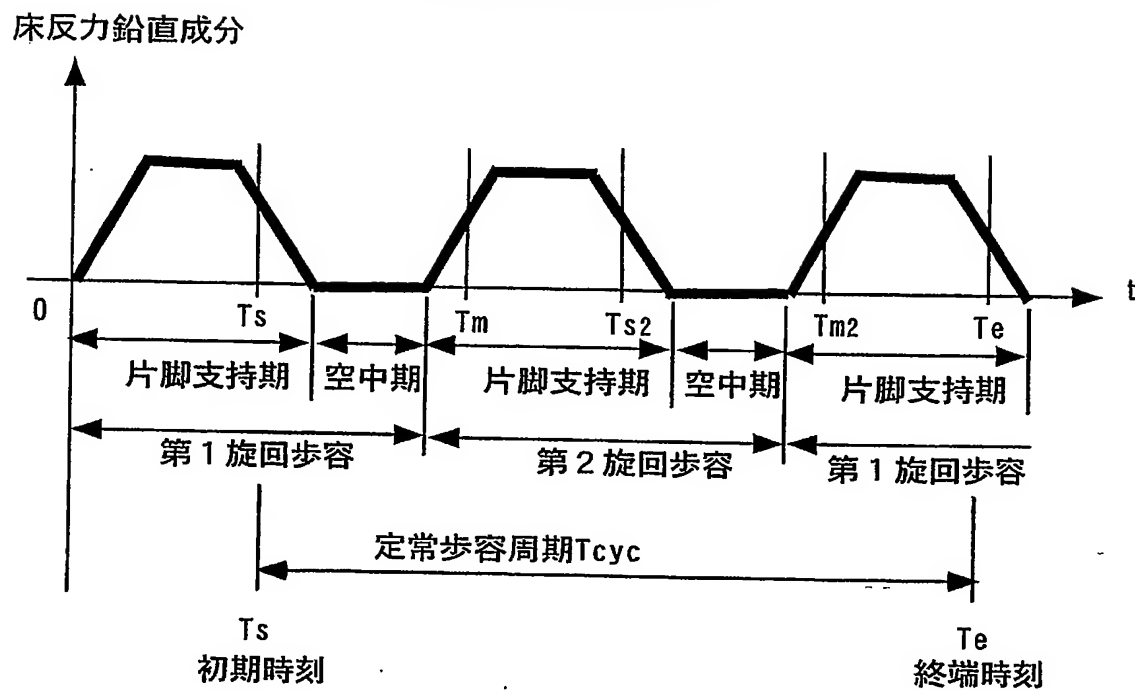 床反力鉛直成分
t
0
Ts
Tm
Ts2
Tm2
Te
片脚支持期
空中期
片脚支持期
空中期
片脚支持期
第1旋回歩容
第2旋回歩容
第1旋回歩容
定常歩容周期Tcyc
Ts
初期時刻
Te
終端時刻